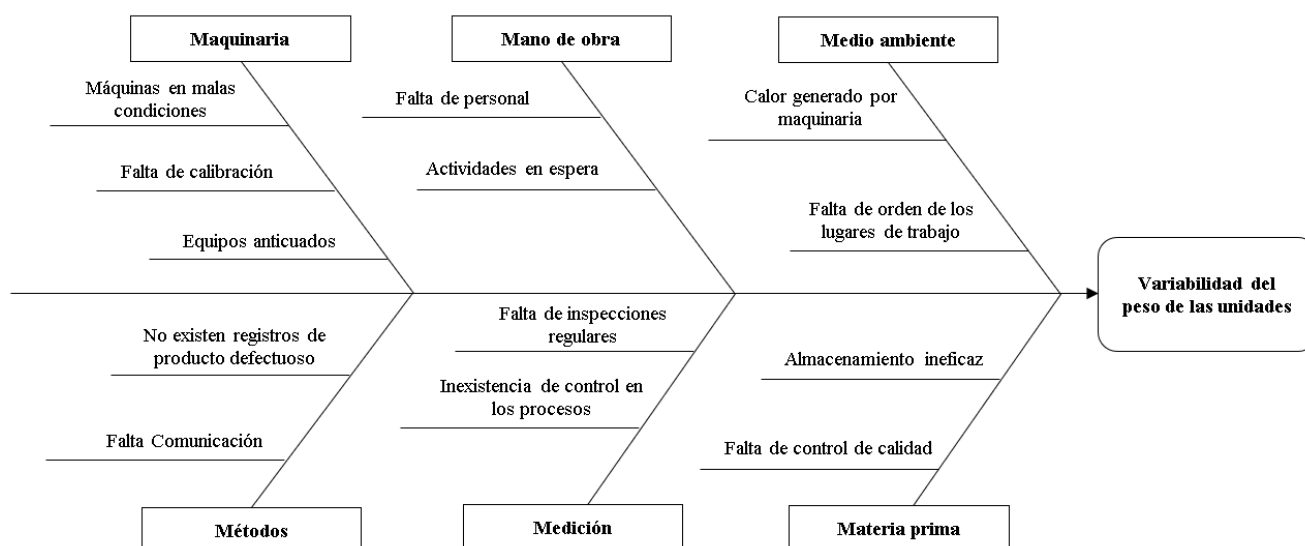 Maquinaria
Mano de obra
Medio ambiente
Máquinas en malas
condiciones
Falta de personal
Calor generado por
maquinaria
Falta de calibración
Actividades en espera
Equipos anticuados
Falta de orden de los
lugares de trabajo
Variabilidad del
peso de las unidades
No existen registros de
producto defectuoso
Falta de inspecciones
regulares
Almacenamiento ineficaz
Inexistencia de control en
los procesos
Falta Comunicación
Falta de control de calidad
Métodos
Medición
Materia prima